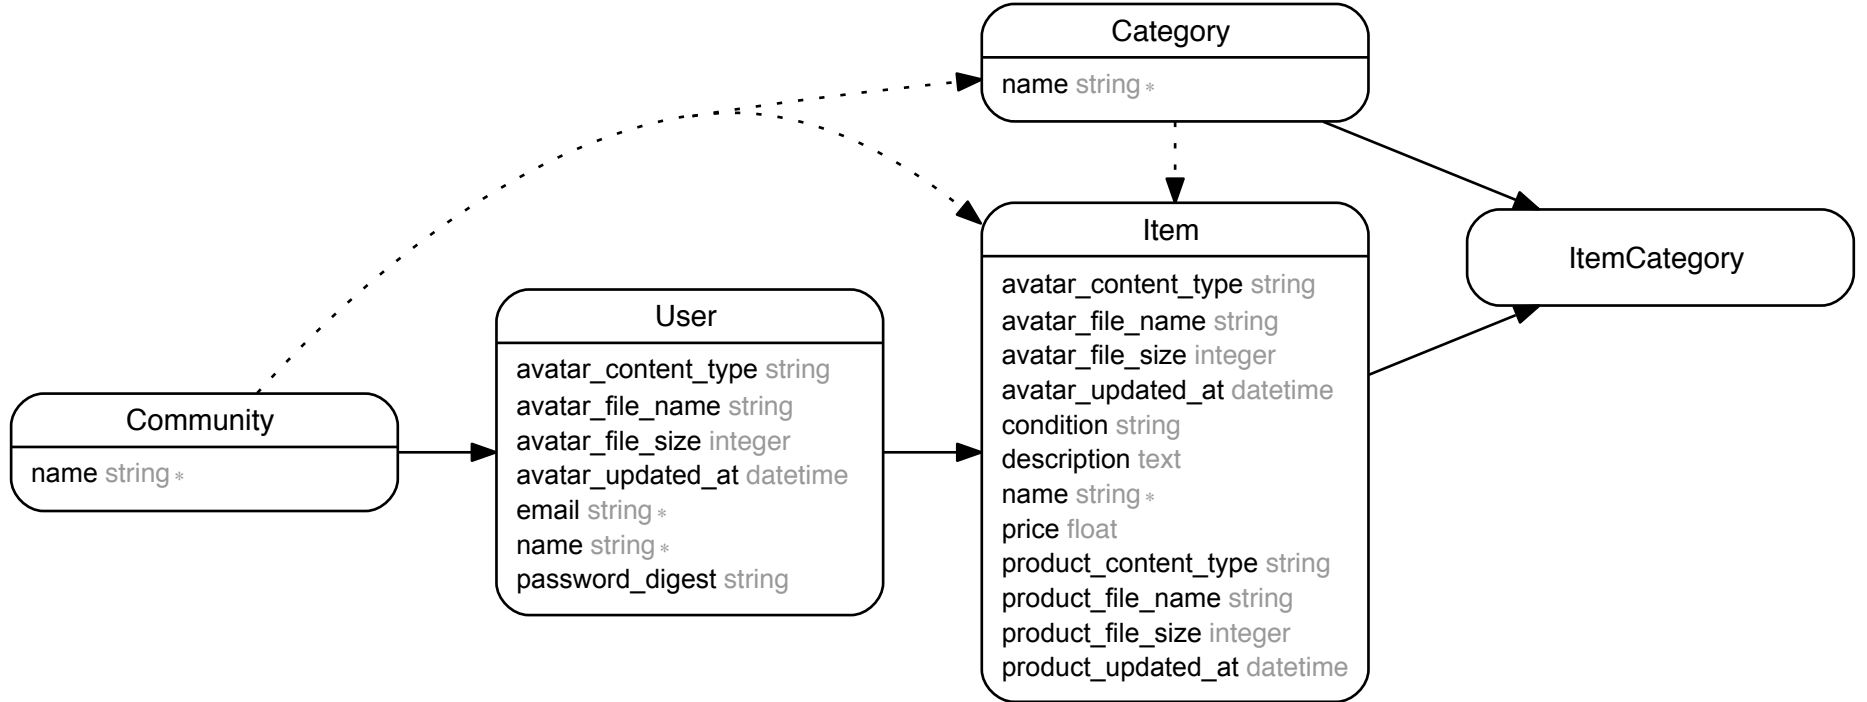 Category
name string *
Item
avatar_content_type string
avatar_file_name string
avatar_file_size integer
avatar_updated_at datetime
condition string
description text
name string *
price float
product_content_type string
product_file_name string
product_file_size integer
product_updated_at datetime
ItemCategory
User
avatar_content_type string
avatar_file_name string
avatar_file_size integer
avatar_updated_at datetime
email string *
name string *
password_digest string
Community
name string *